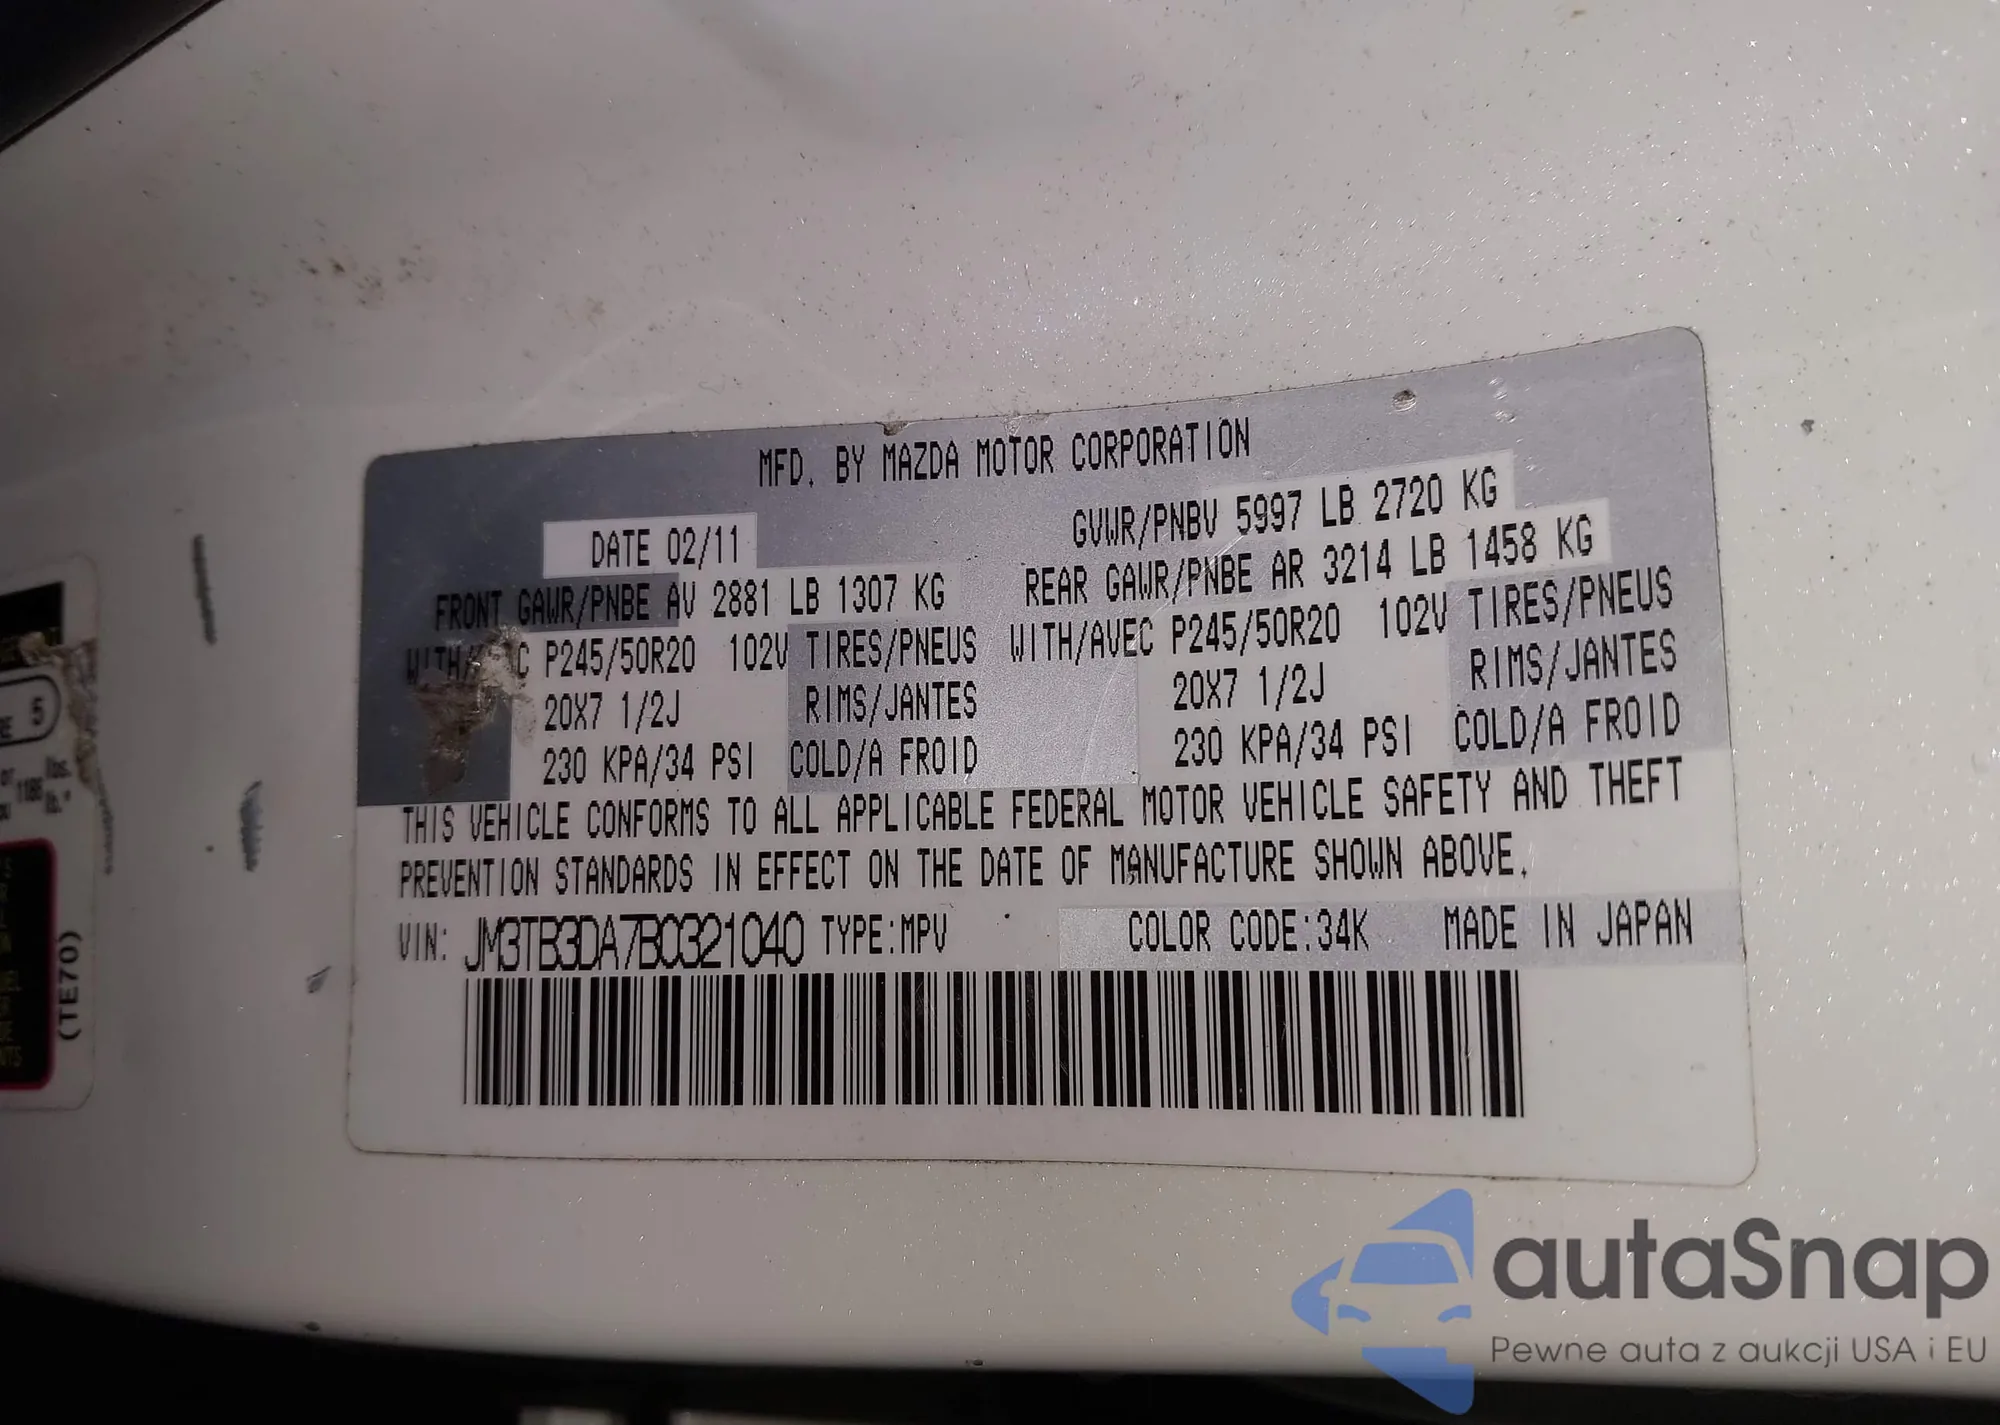 MFD. BY MAZDA MOTOR CORPORATION
DATE 02/11
GVWR/PNBV 5997 LB 2720 KG
FRONT GAWR/PNBE AV 2881 LB 1307 KG
REAR GAWR/PNBE AR 3214 LB 1458 KG
P245/50R20 102V TIRES/PNEUS
WITH/AVEC P245/50R20 102V TIRES/PNEUS
20X7 1/2J RIMS/JANTES
20X7 1/2J RIMS/JANTES
230 KPA/34 PSI COLD/A FROID
230 KPA/34 PSI COLD/A FROID
THIS VEHICLE CONFORMS TO ALL APPLICABLE FEDERAL MOTOR VEHICLE SAFETY AND THEFT
PREVENTION STANDARDS IN EFFECT ON THE DATE OF MANUFACTURE SHOWN ABOVE.
VIN: JM3TB3DA7B0321040 TYPE:MPV COLOR CODE:34K MADE IN JAPAN
5
(TE70)
autaSnap
Pewne auta z aukcji USA i EU